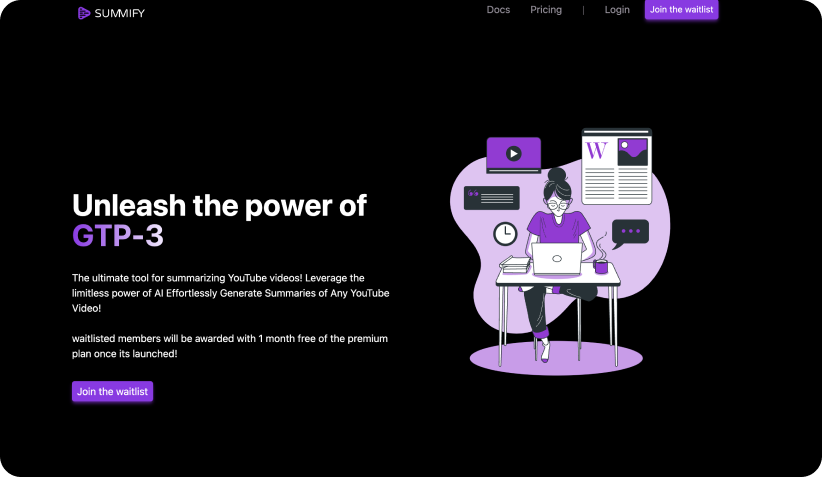 SUMMIFY
Docs Pricing | Login Join the waitlist
Unleash the power of
GTP-3
The ultimate tool for summarizing YouTube videos! Leverage the
limitless power of AI Effortlessly Generate Summaries of Any YouTube
Video!
waitlisted members will be awarded with 1 month free of the premium
plan once its launched!
Join the waitlist
W